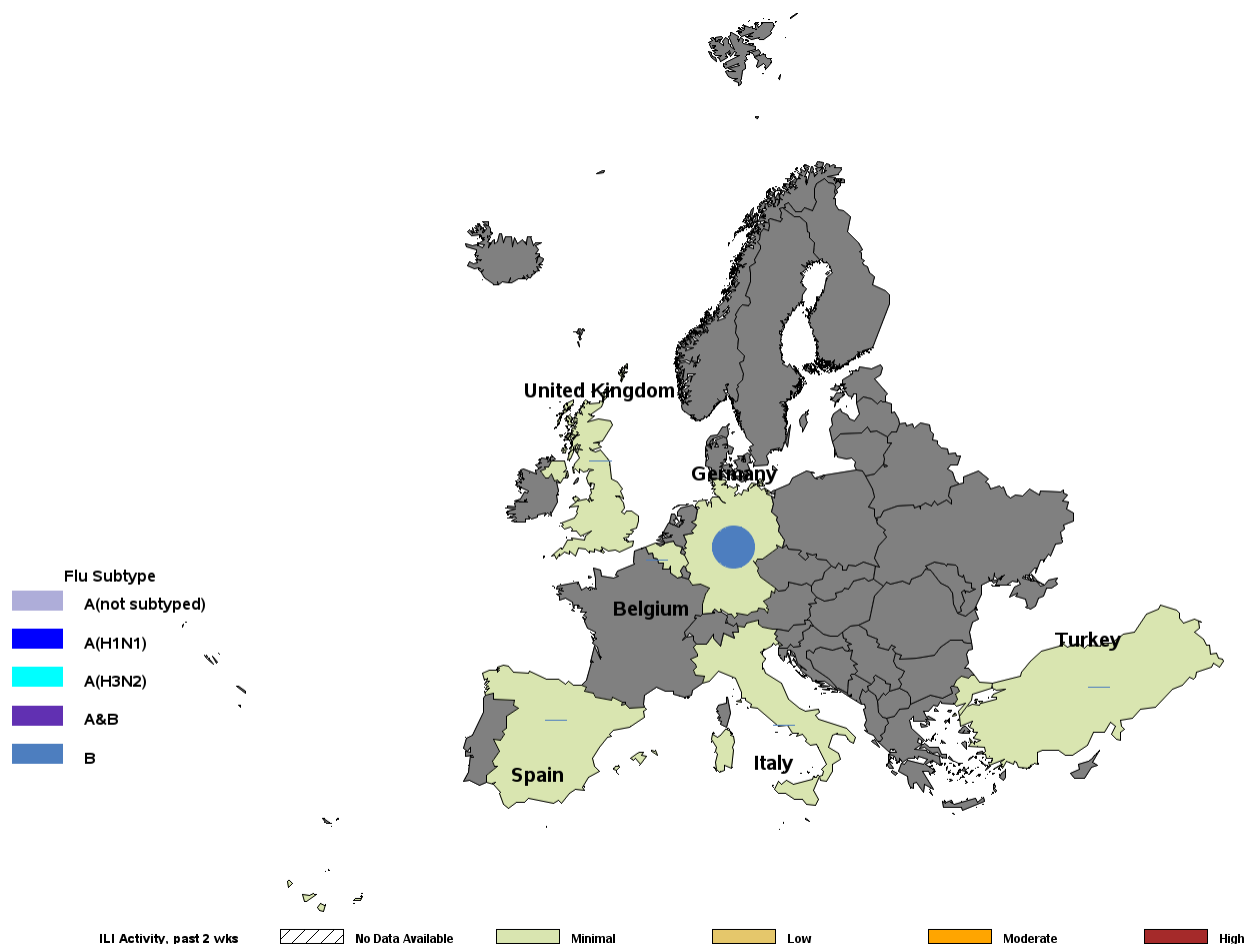 United Kingdom
Germany
Flu Subtype
A(not subtyped)
Belgium
A(H1N1)
Turkey
A(H3N2)
A&B
B
Italy
Spain
ILI Activity, past 2 wks No Data Available Minimal Low Moderate High